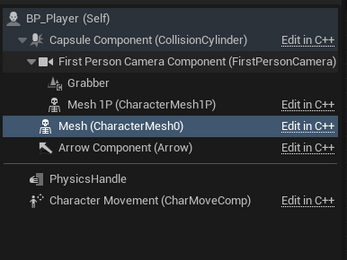 BP_Player (Self)
Capsule Component (CollisionCylinder) Edit in C++
First Person Camera Component (FirstPersonCamera)
Grabber
Mesh 1P (CharacterMesh1P) Edit in C++
Mesh (CharacterMesh0) Edit in C++
Arrow Component (Arrow) Edit in C++
PhysicsHandle
Character Movement (CharMoveComp) Edit in C++